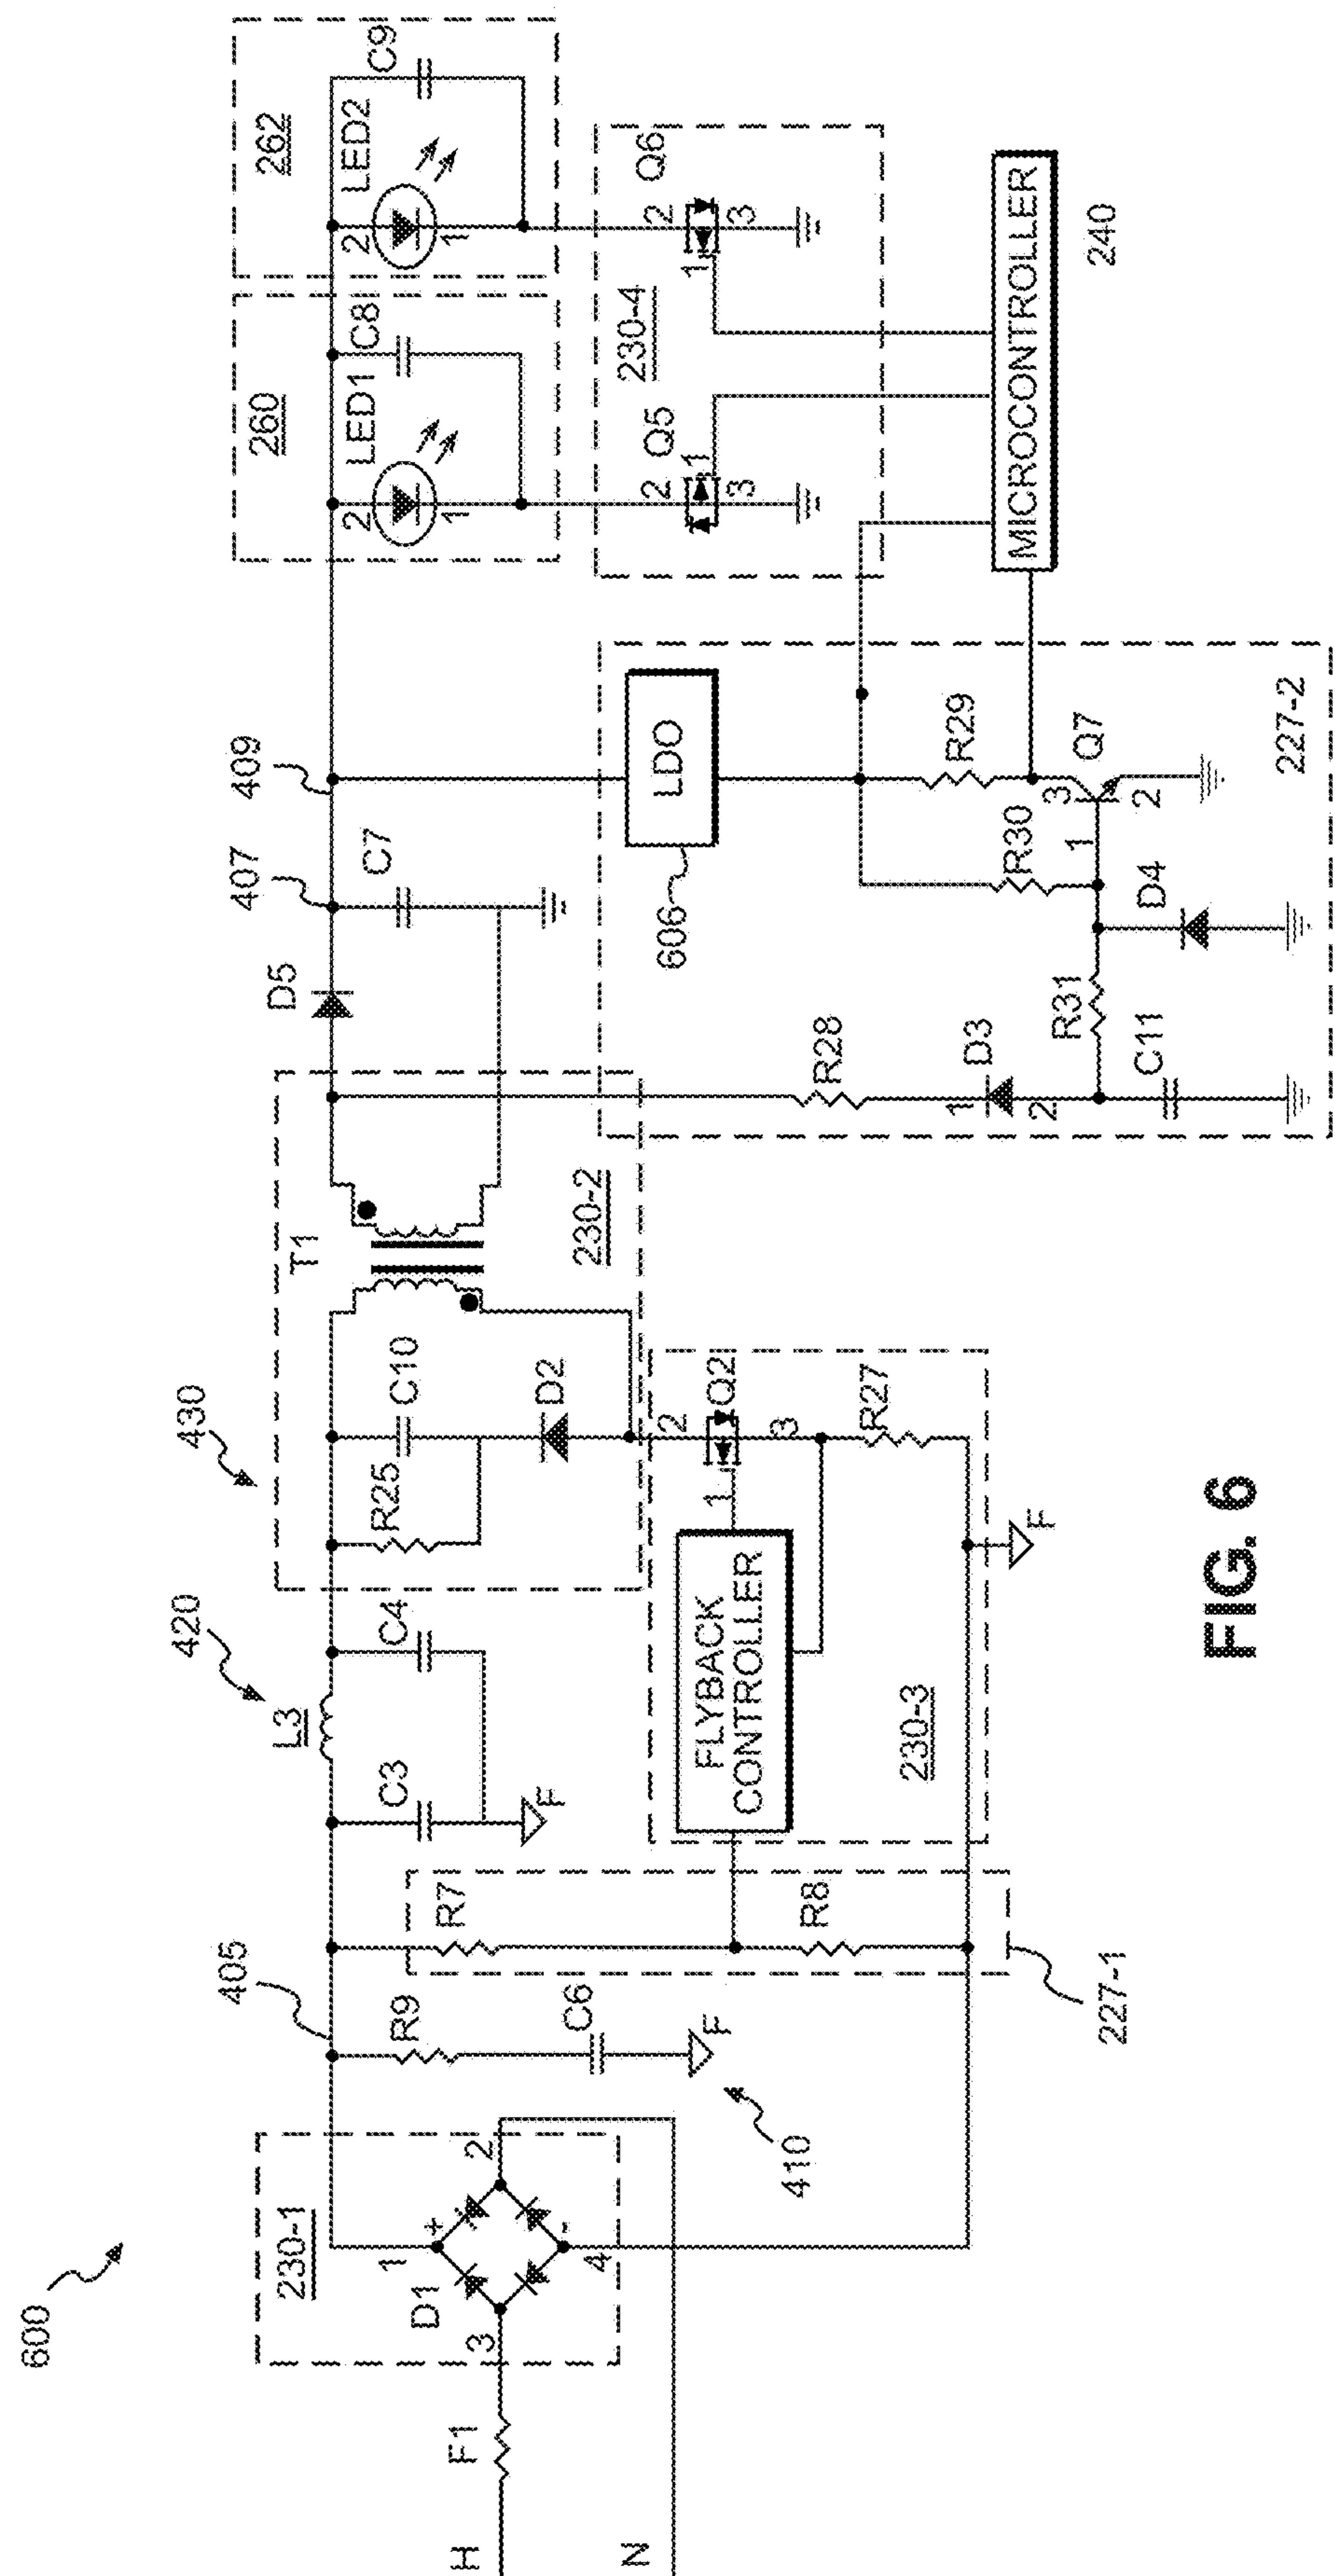 600
H
N
F1
230-1
D1
1
2
3
4
+
-
405
R9
C6
F
410
R7
R8
227-1
420
L3
C3
C4
F
430
R25
C10
D2
T1
230-2
FLYBACK
CONTROLLER
1
2
3
Q2
R27
230-3
F
D5
407
C7
409
LDO
606
R28
D3
1
2
C11
R31
D4
R30
R29
Q7
1
2
3
227-2
260
LED1
2
1
C8
262
LED2
2
1
C9
Q5
2
1
3
230-4
Q6
2
1
3
MICROCONTROLLER
240
FIG. 6